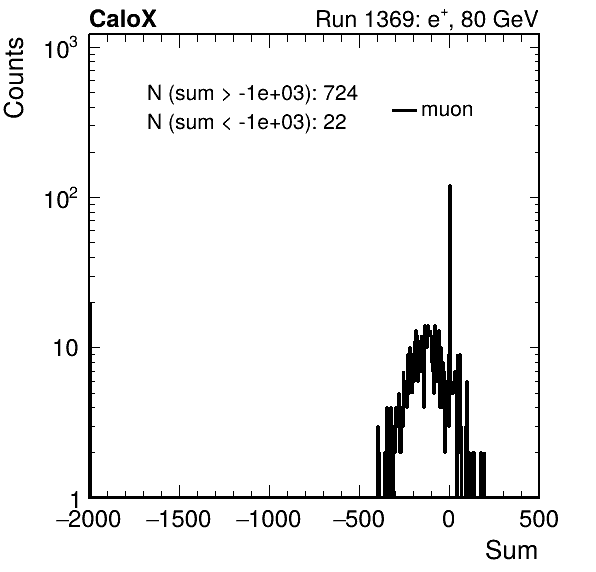 CaloX Run 1369: e⁺, 80 GeV
Counts
N (sum > -1e+03): 724
N (sum < -1e+03): 22
muon
10³
10²
10
1
−2000 −1500 −1000 −500 0 500
Sum